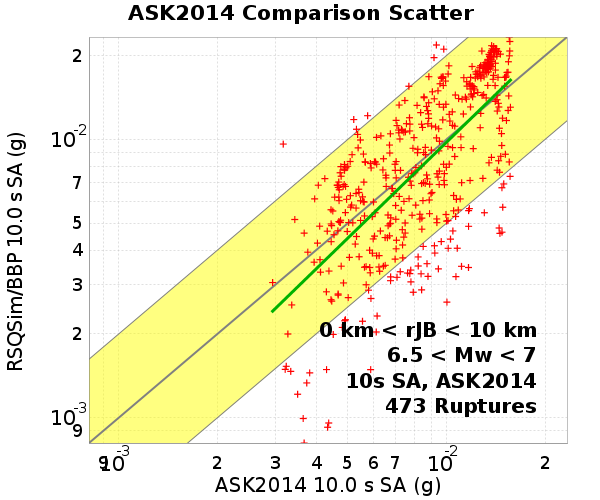 ASK2014 Comparison Scatter
RSQSim/BBP 10.0 s SA (g)
2
10⁻²
7
5
4
3
2
10⁻³
9
0 km < rJB < 10 km
6.5 < Mw < 7
10s SA, ASK2014
473 Ruptures
9 10⁻³ 2 3 4 5 6 7 10⁻² 2
ASK2014 10.0 s SA (g)